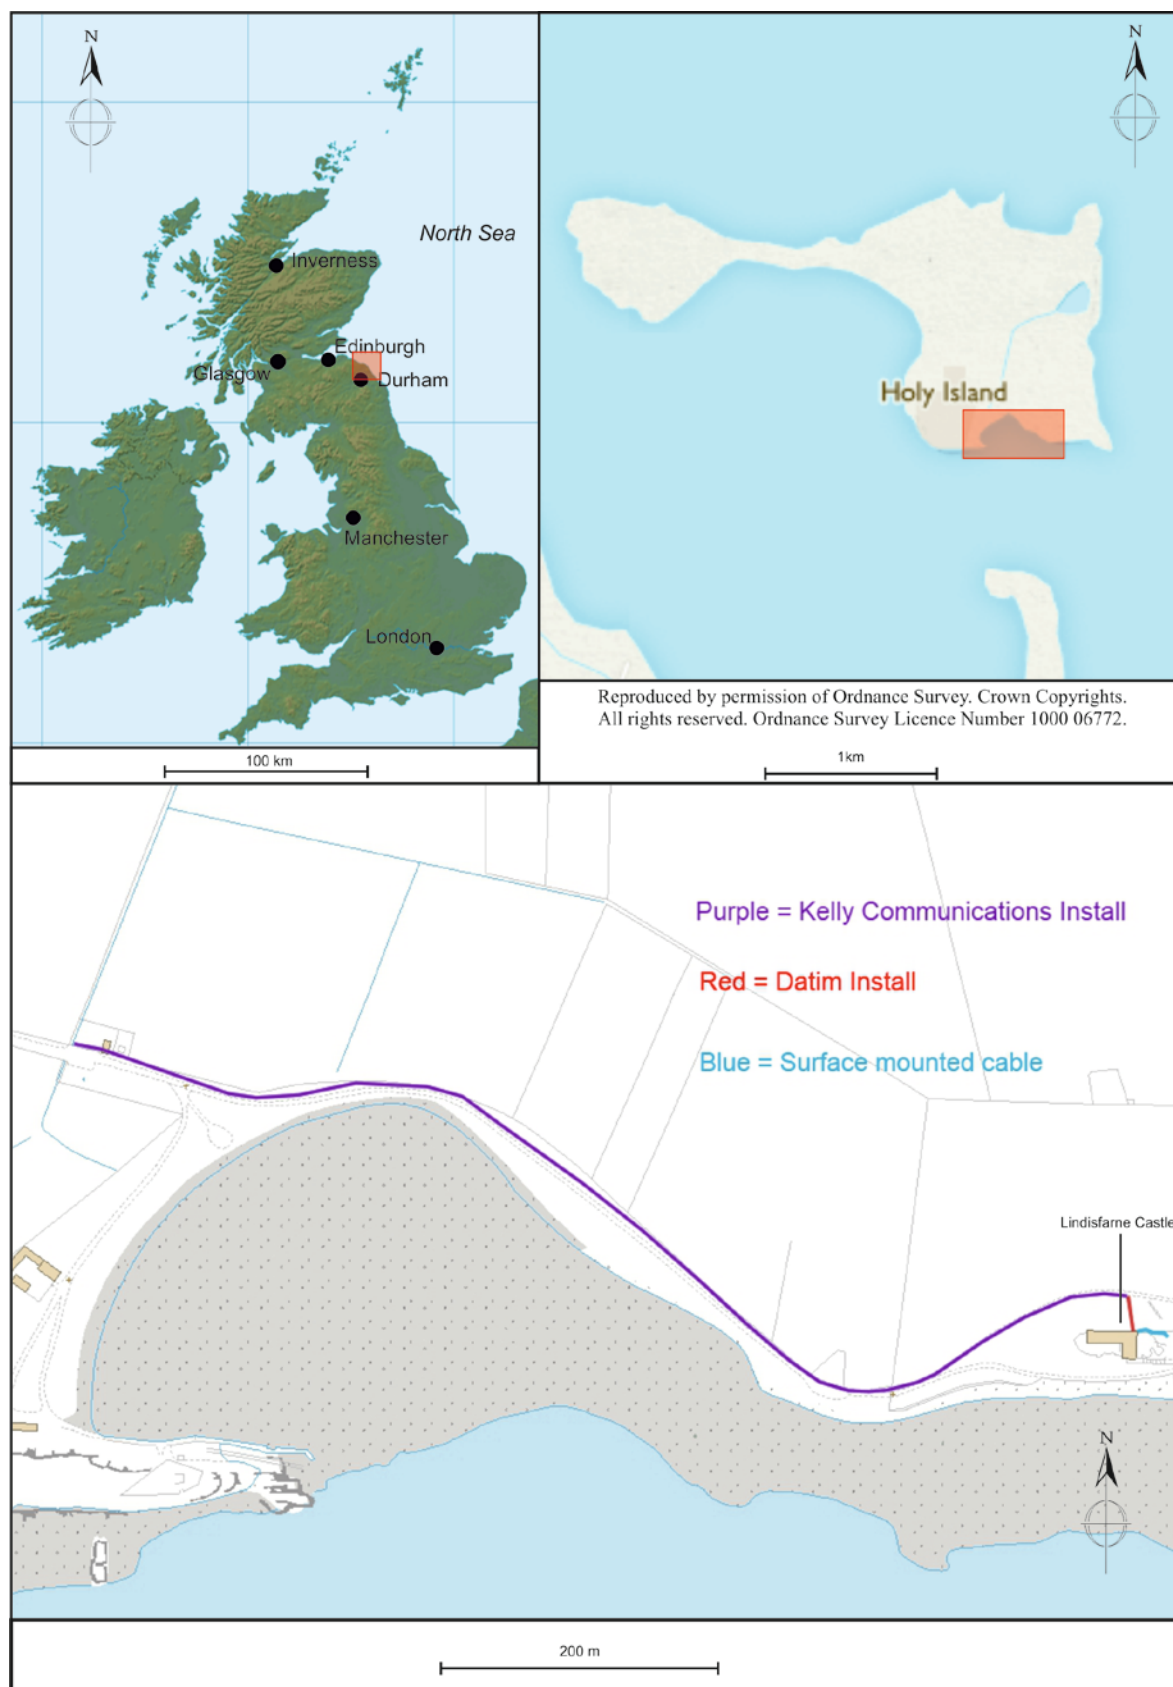 N
North Sea
Inverness
Edinburgh
Glasgow
Durham
Manchester
London
100 km
N
Holy Island
Reproduced by permission of Ordnance Survey. Crown Copyrights.
All rights reserved. Ordnance Survey Licence Number 1000 06772.
1km
Purple = Kelly Communications Install
Red = Datim Install
Blue = Surface mounted cable
Lindisfarne Castle
N
200 m